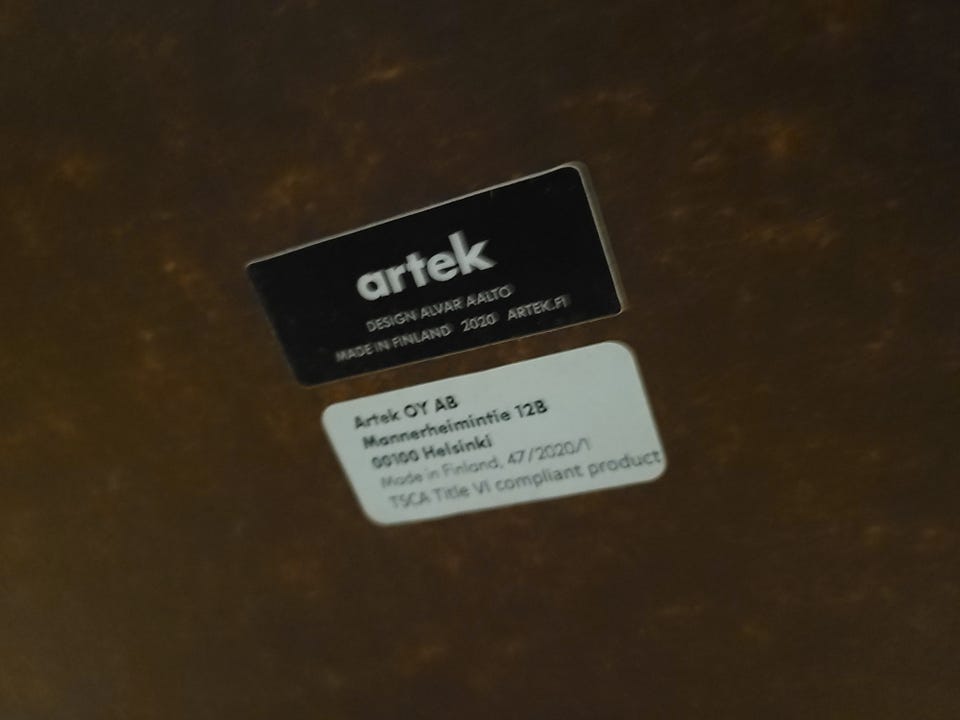 artek
DESIGN ALVAR AALTO
MADE IN FINLAND 2020 ARTEK.FI
Artek OY AB
Mannerheimintie 12B
00100 Helsinki
Made in Finland, 47/2020/1
TSCA Title VI compliant product